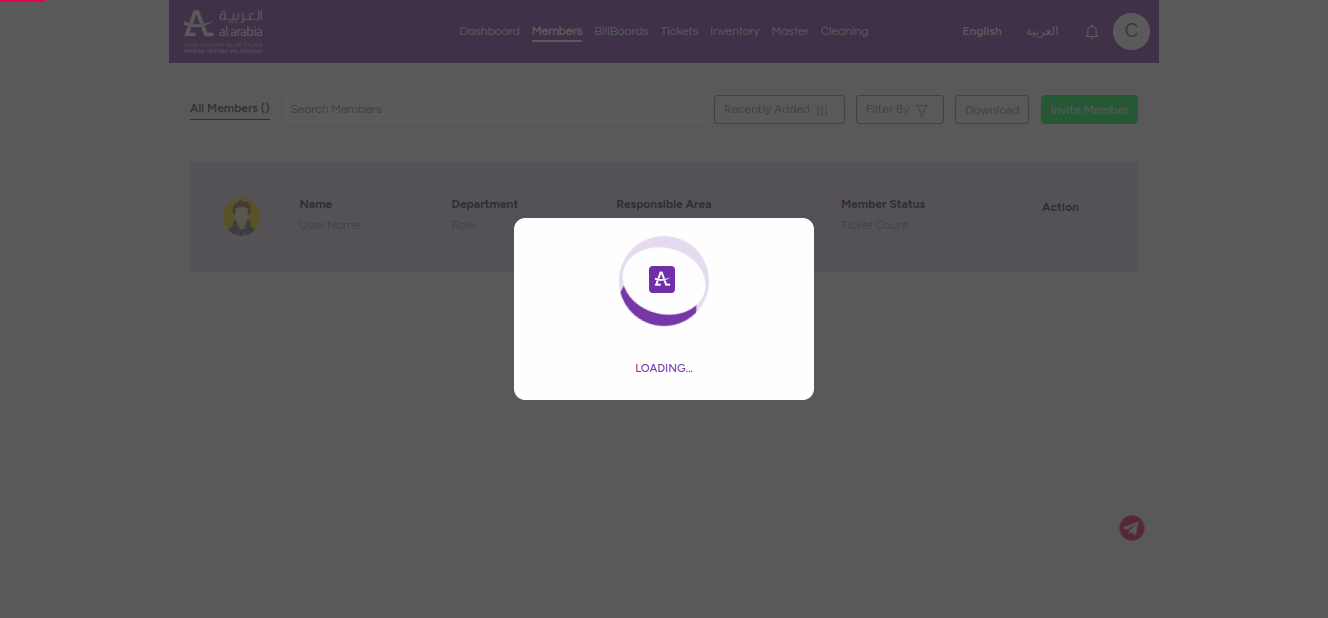 العربية
al arabia
Dashboard Members BillBoards Tickets Inventory Master Cleaning English العربية C
All Members () Search Members Recently Added Filter By Download Invite Member
Name Department Responsible Area Member Status Action
User Name Role Ticket Count
LOADING...